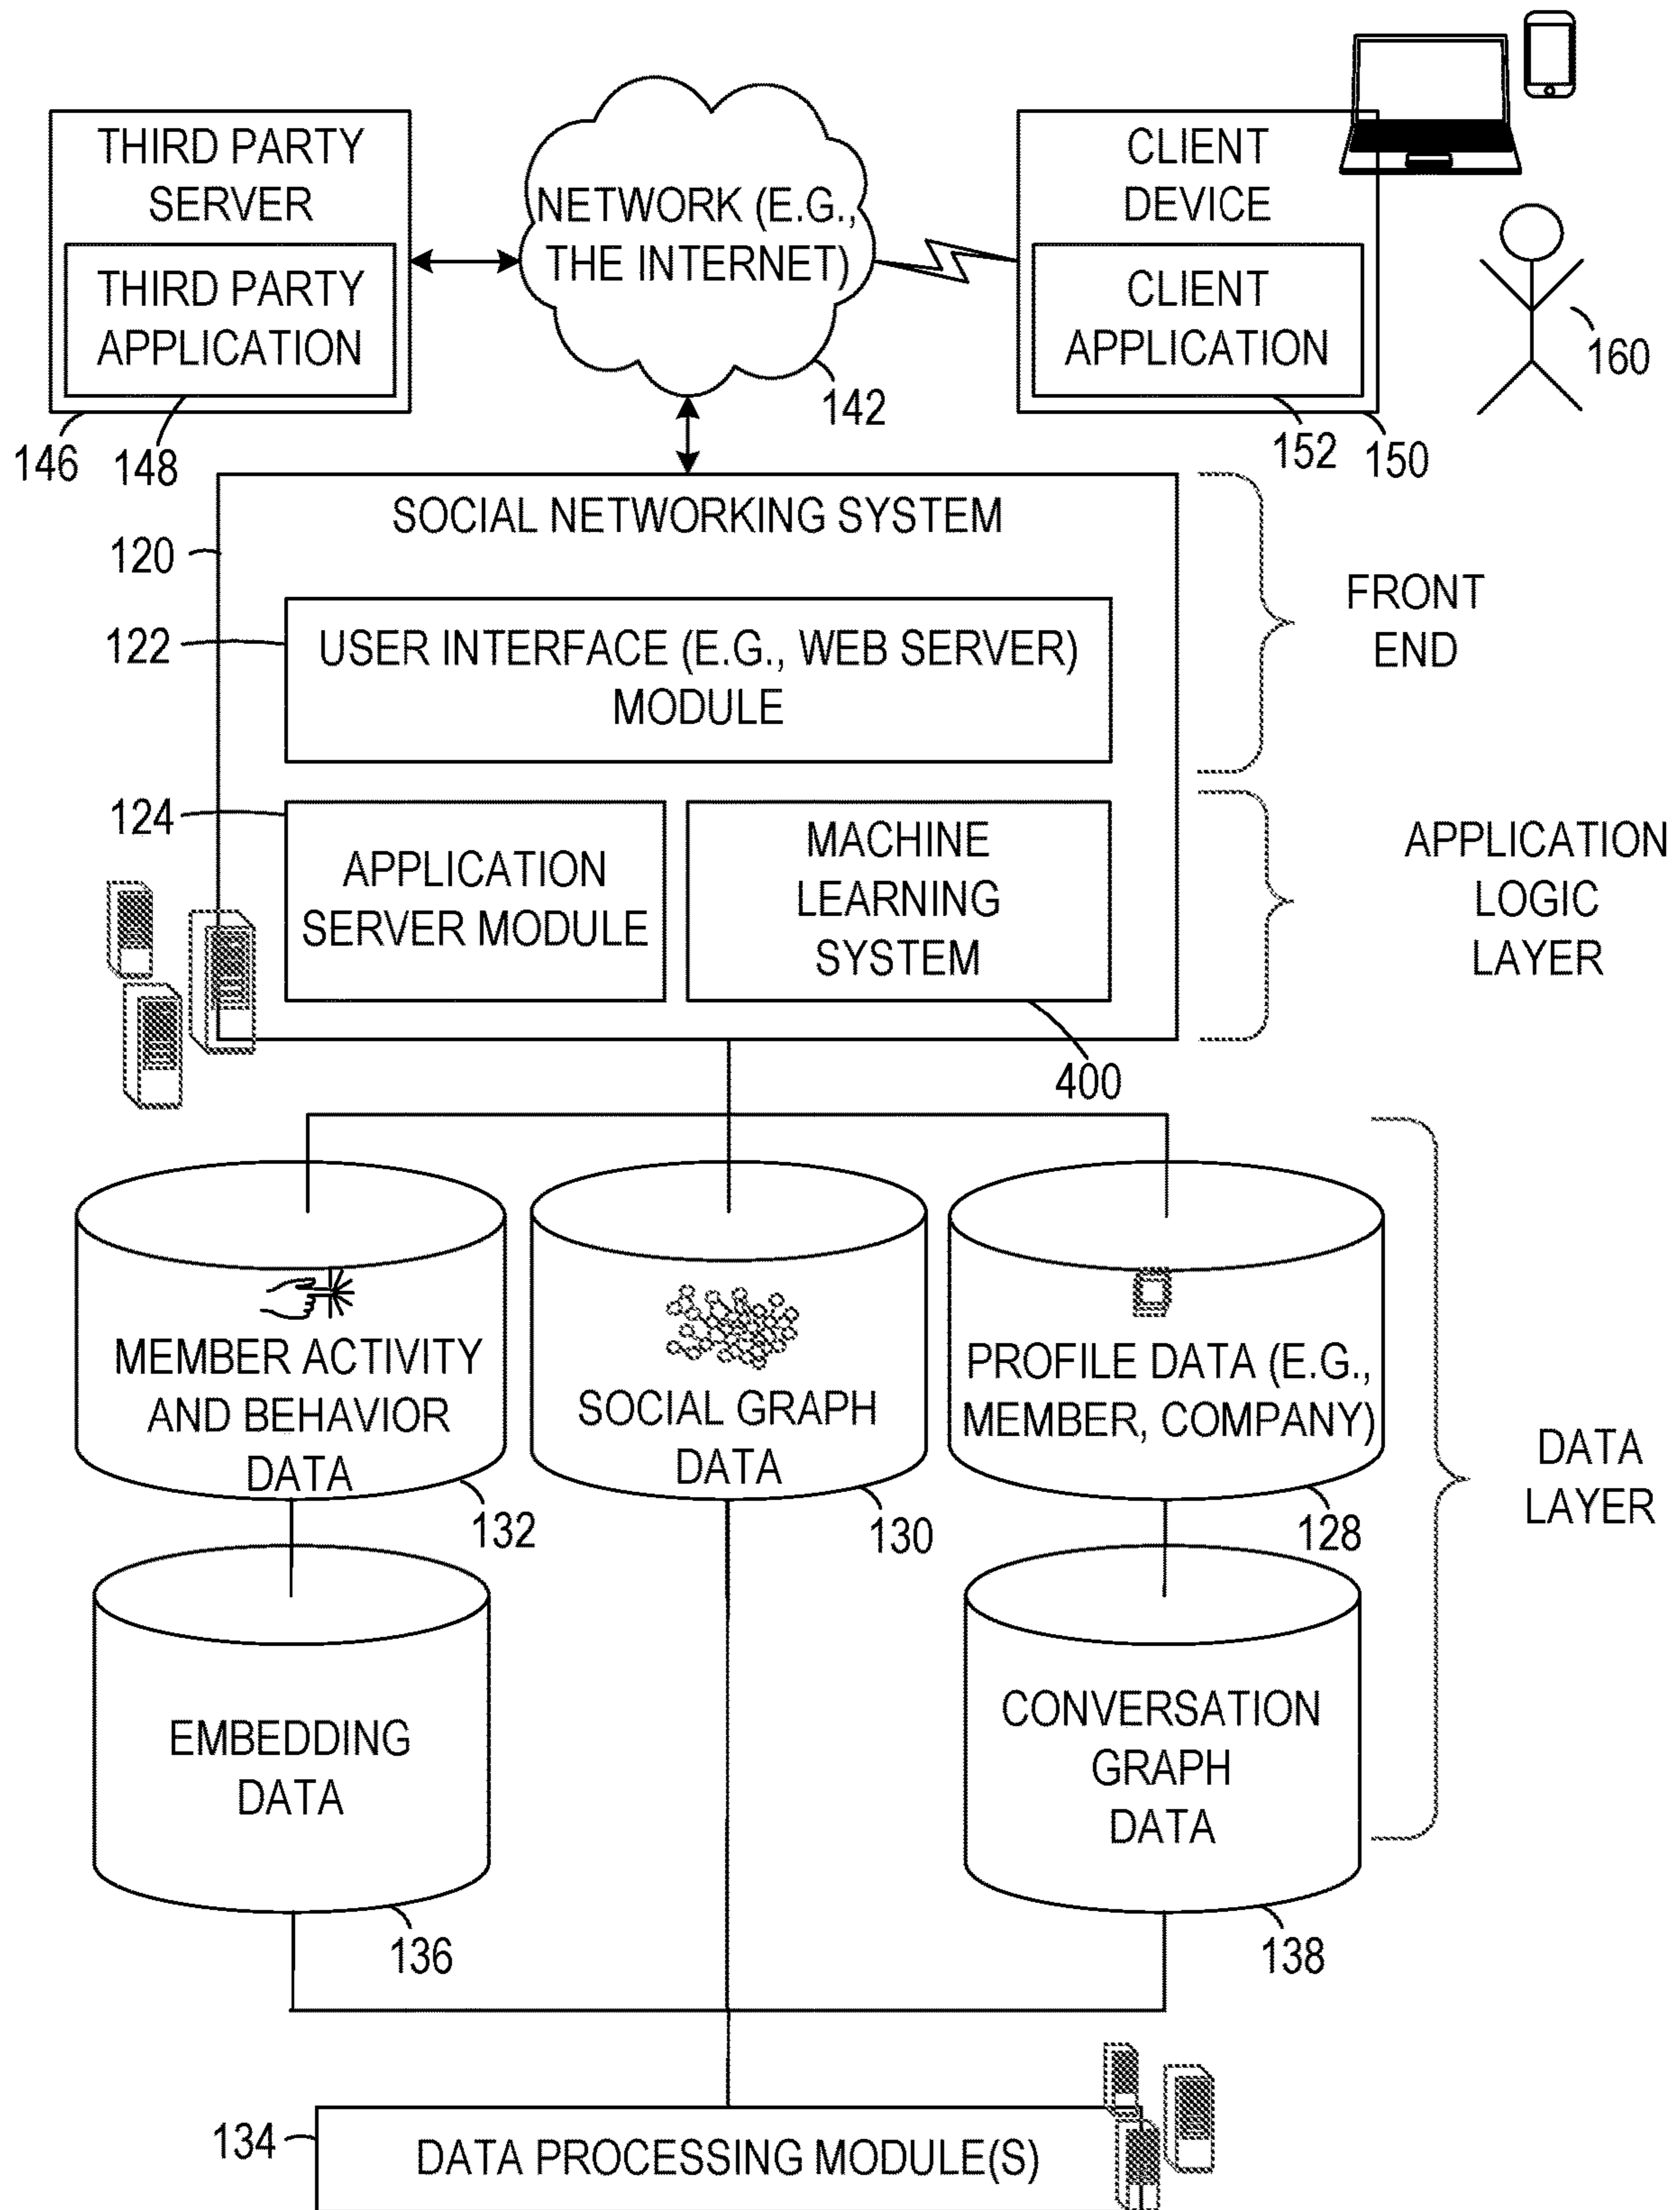 THIRD PARTY
SERVER
THIRD PARTY
APPLICATION
146
148
NETWORK (E.G.,
THE INTERNET)
142
CLIENT
DEVICE
CLIENT
APPLICATION
152
150
160
SOCIAL NETWORKING SYSTEM
120
122
USER INTERFACE (E.G., WEB SERVER)
MODULE
FRONT
END
124
APPLICATION
SERVER MODULE
MACHINE
LEARNING
SYSTEM
400
APPLICATION
LOGIC
LAYER
MEMBER ACTIVITY
AND BEHAVIOR
DATA
132
SOCIAL GRAPH
DATA
130
PROFILE DATA (E.G.,
MEMBER, COMPANY)
128
DATA
LAYER
EMBEDDING
DATA
136
CONVERSATION
GRAPH
DATA
138
134
DATA PROCESSING MODULE(S)